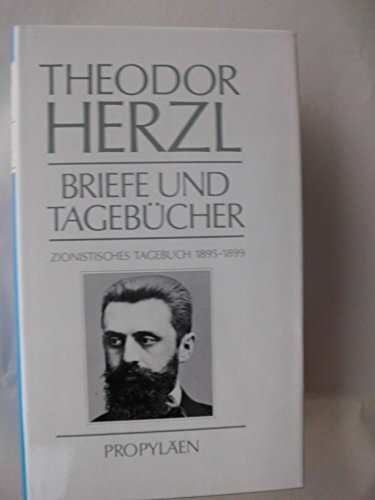 THEODOR
HERZL
BRIEFE UND
TAGEBÜCHER
ZIONISTISCHES TAGEBUCH 1895-1899
PROPYLÄEN